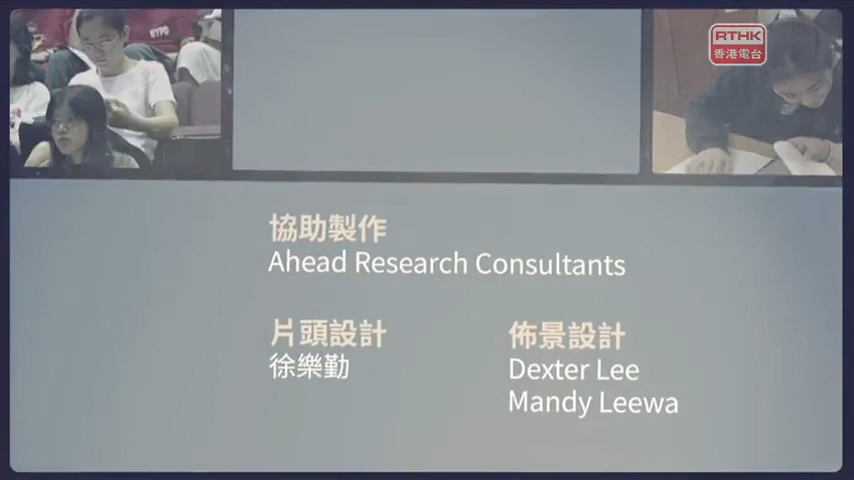 NYPO
RTHK
香港電台
協助製作
Ahead Research Consultants
片頭設計
徐樂勤
佈景設計
Dexter Lee
Mandy Leewa